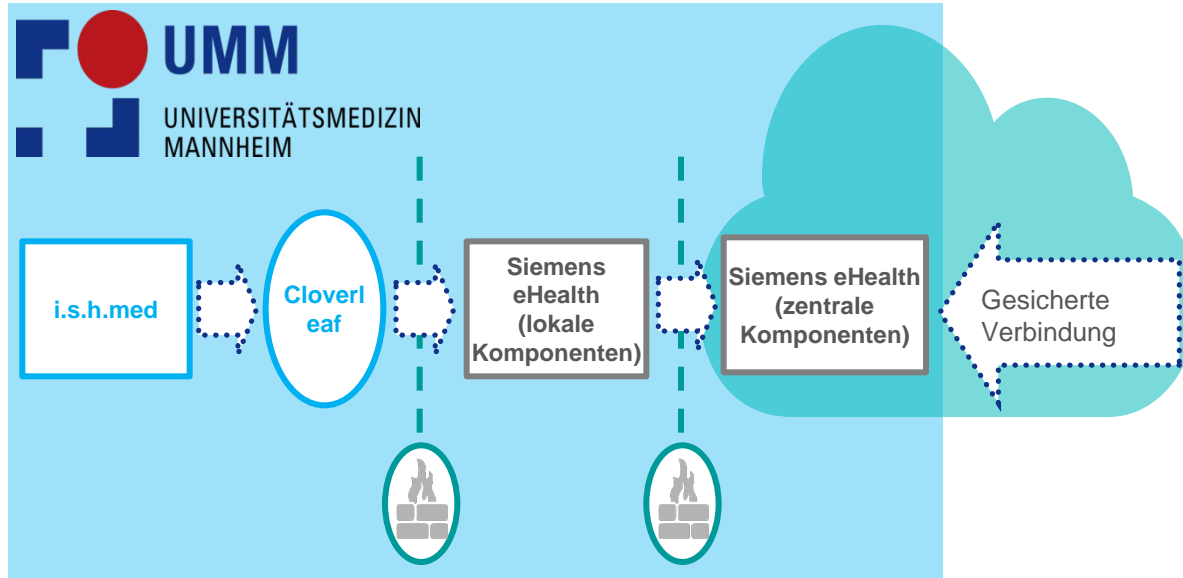 UMM
UNIVERSITÄTSMEDIZIN
MANNHEIM
i.s.h.med
Cloverl
eaf
Siemens
eHealth
(lokale
Komponenten)
Siemens eHealth
(zentrale
Komponenten)
Gesicherte
Verbindung